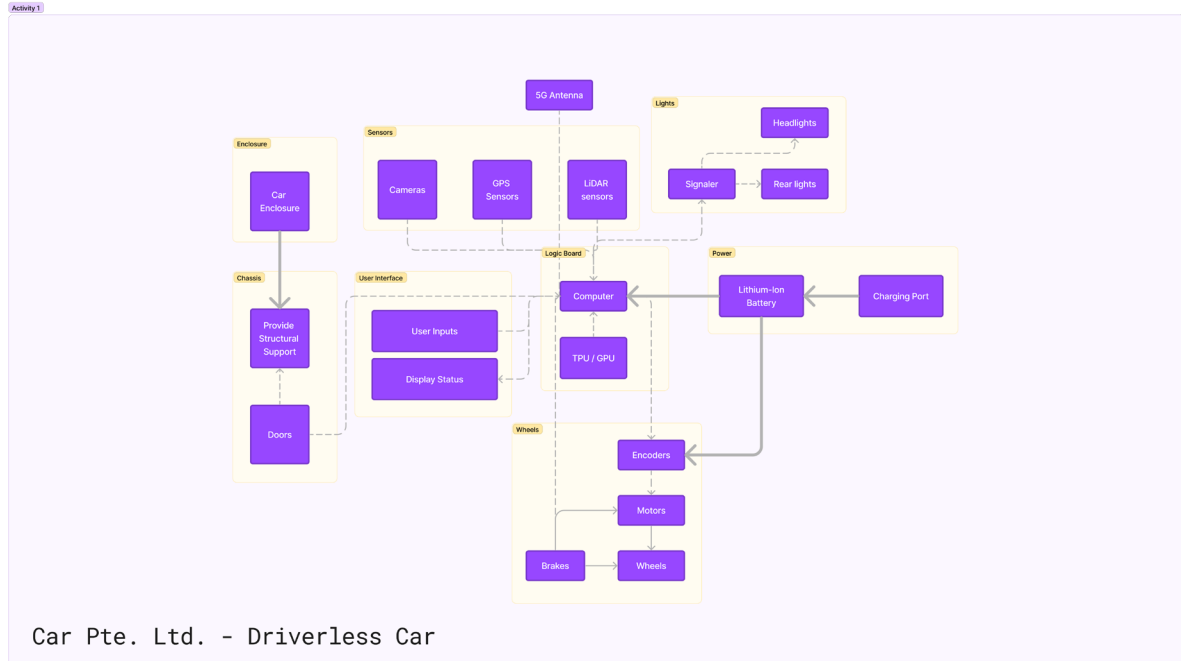 Activity 1
5G Antenna
Lights
Headlights
Signaler
Rear lights
Sensors
Cameras
GPS
Sensors
LiDAR
sensors
Enclosure
Car
Enclosure
Chassis
Provide
Structural
Support
Doors
User Interface
User Inputs
Display Status
Logic Board
Computer
TPU / GPU
Power
Lithium-Ion
Battery
Charging Port
Wheels
Encoders
Motors
Brakes
Wheels
Car Pte. Ltd. - Driverless Car